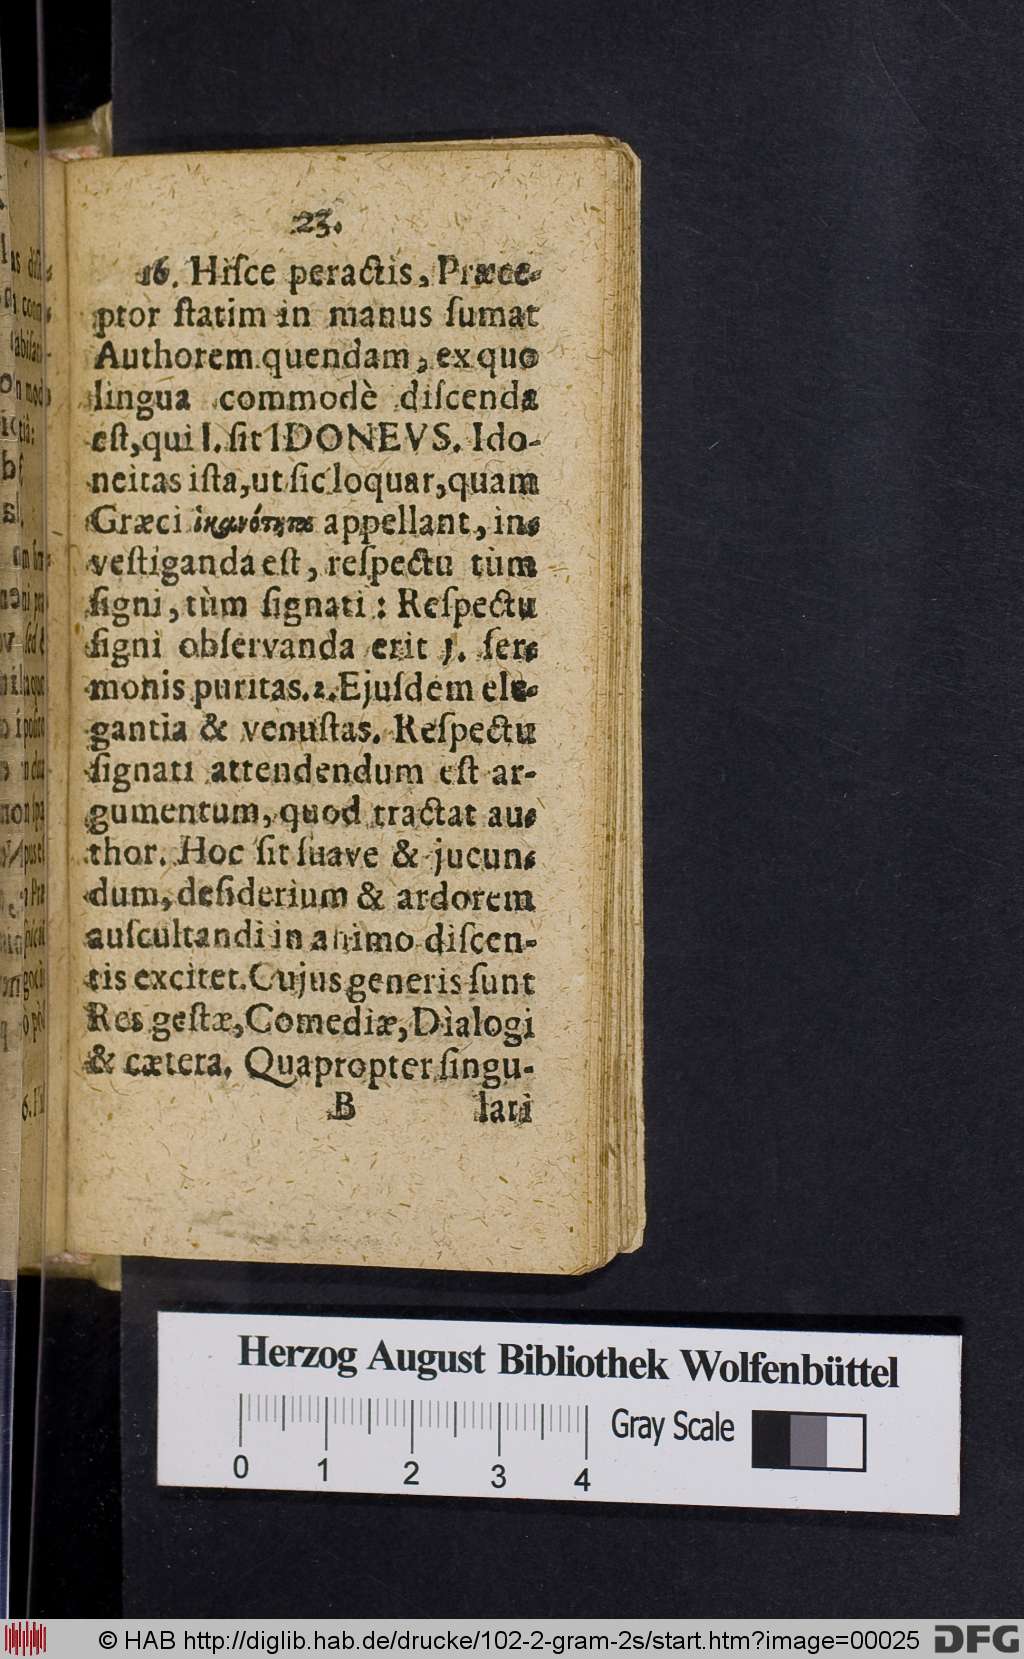 23.
16. Hiſce peractis, Præce-
ptor ſtatim in manus ſumat
Authorem quendam, ex quo
lingua commodè diſcenda
eſt, qui I. ſit IDONEVS. Ido-
neitas iſta, ut ſic loquar, quam
Græci ἱκανότητα appellant, in-
veſtiganda eſt, reſpectu tùm
ſigni, tùm ſignati: Reſpectu
ſigni obſervanda erit 1. ſer-
monis puritas. 2. Ejuſdem ele-
gantia & venuſtas. Reſpectu
ſignati attendendum eſt ar-
gumentum, quod tractat au-
thor. Hoc ſit ſuave & jucun-
dum, deſiderium & ardorem
auſcultandi in animo diſcen-
tis excitet. Cujus generis ſunt
Res geſtæ, Comediæ, Dialogi
& cætera. Quapropter ſingu-
B lari
Herzog August Bibliothek Wolfenbüttel
Gray Scale
0 1 2 3 4
© HAB http://diglib.hab.de/drucke/102-2-gram-2s/start.htm?image=00025 DFG